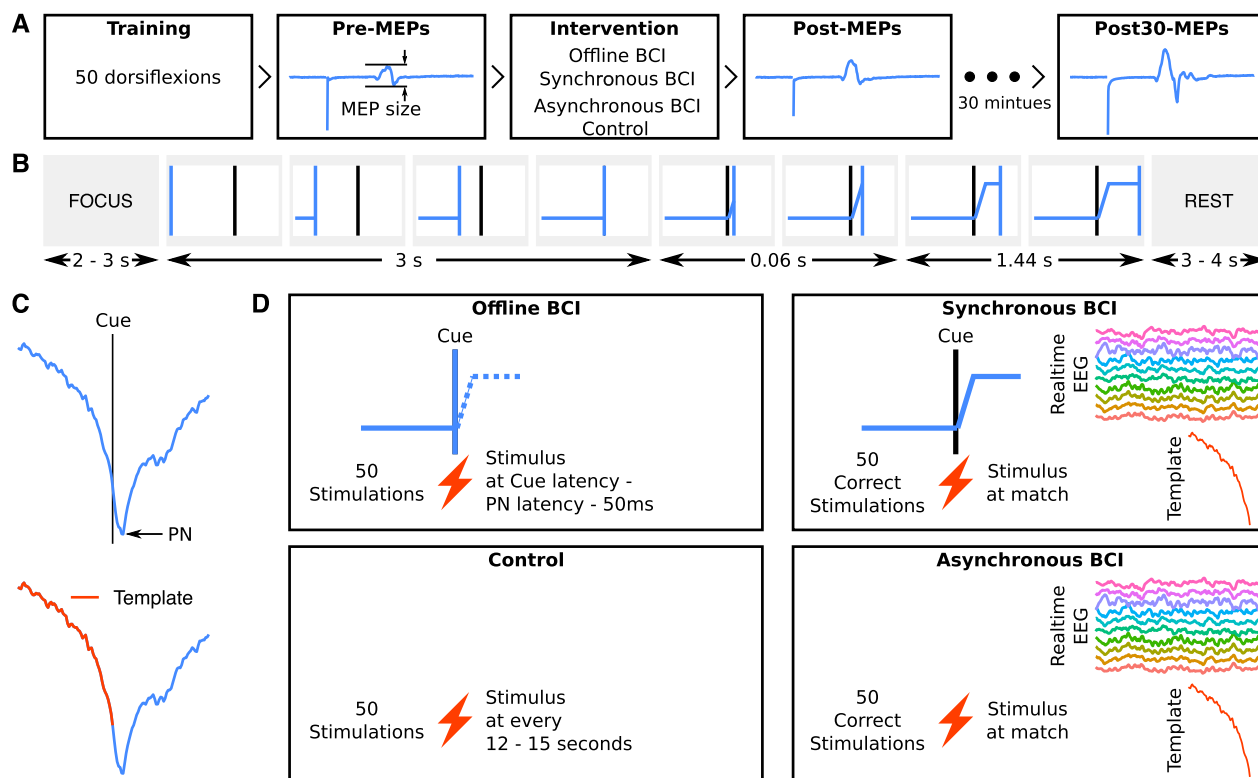 A
Training
50 dorsiflexions
Pre-MEPs
MEP size
Intervention
Offline BCI
Synchronous BCI
Asynchronous BCI
Control
Post-MEPs
30 mintues
Post30-MEPs
B
FOCUS
REST
2 - 3 s
3 s
0.06 s
1.44 s
3 - 4 s
C
Cue
PN
Template
D
Offline BCI
Cue
50
Stimulations
Stimulus
at Cue latency -
PN latency - 50ms
Synchronous BCI
Cue
50
Correct
Stimulations
Stimulus
at match
Realtime
EEG
Template
Control
50
Stimulations
Stimulus
at every
12 - 15 seconds
Asynchronous BCI
50
Correct
Stimulations
Stimulus
at match
Realtime
EEG
Template